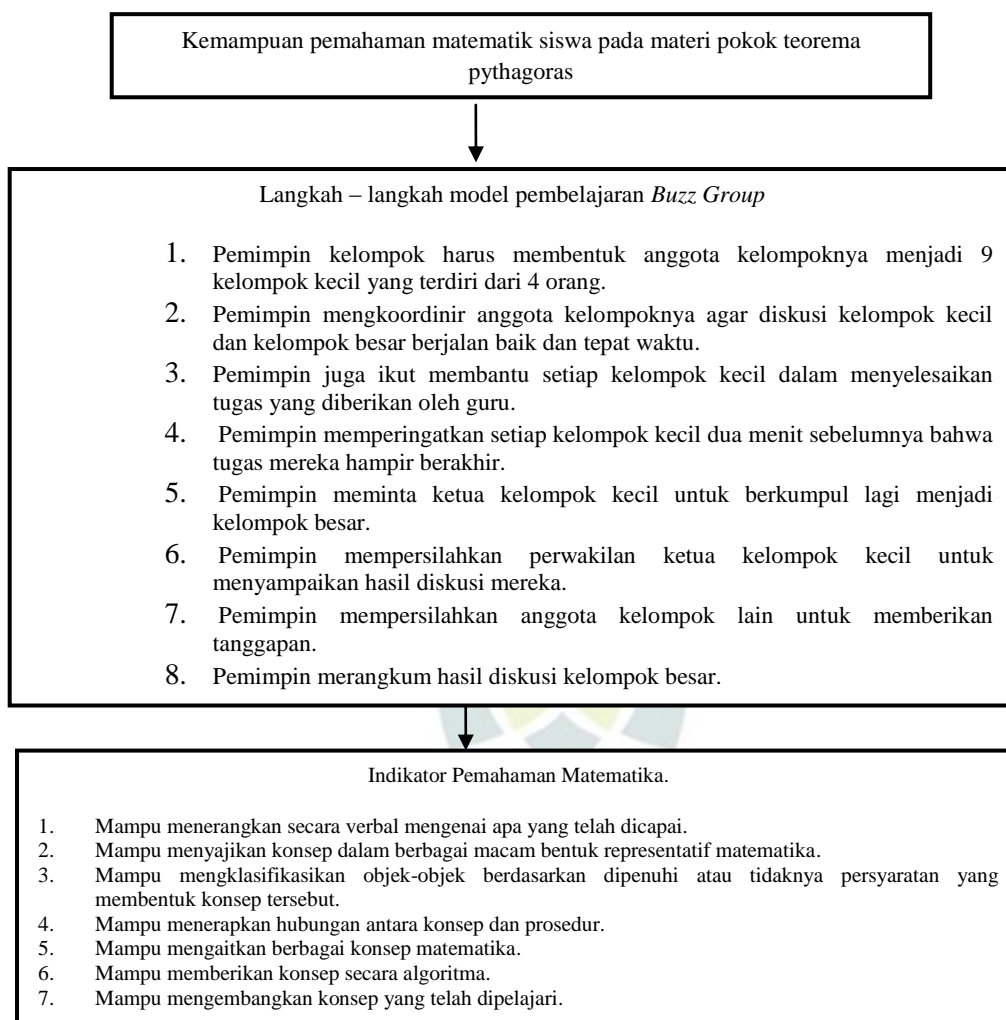 Kemampuan pemahaman matematik siswa pada materi pokok teorema
pythagoras
Langkah – langkah model pembelajaran Buzz Group
1. Pemimpin kelompok harus membentuk anggota kelompoknya menjadi 9
kelompok kecil yang terdiri dari 4 orang.
2. Pemimpin mengkoordinir anggota kelompoknya agar diskusi kelompok kecil
dan kelompok besar berjalan baik dan tepat waktu.
3. Pemimpin juga ikut membantu setiap kelompok kecil dalam menyelesaikan
tugas yang diberikan oleh guru.
4. Pemimpin memperingatkan setiap kelompok kecil dua menit sebelumnya bahwa
tugas mereka hampir berakhir.
5. Pemimpin meminta ketua kelompok kecil untuk berkumpul lagi menjadi
kelompok besar.
6. Pemimpin mempersilahkan perwakilan ketua kelompok kecil untuk
menyampaikan hasil diskusi mereka.
7. Pemimpin mempersilahkan anggota kelompok lain untuk memberikan
tanggapan.
8. Pemimpin merangkum hasil diskusi kelompok besar.
Indikator Pemahaman Matematika.
1. Mampu menerangkan secara verbal mengenai apa yang telah dicapai.
2. Mampu menyajikan konsep dalam berbagai macam bentuk representatif matematika.
3. Mampu mengklasifikasikan objek-objek berdasarkan dipenuhi atau tidaknya persyaratan yang
membentuk konsep tersebut.
4. Mampu menerapkan hubungan antara konsep dan prosedur.
5. Mampu mengaitkan berbagai konsep matematika.
6. Mampu memberikan konsep secara algoritma.
7. Mampu mengembangkan konsep yang telah dipelajari.